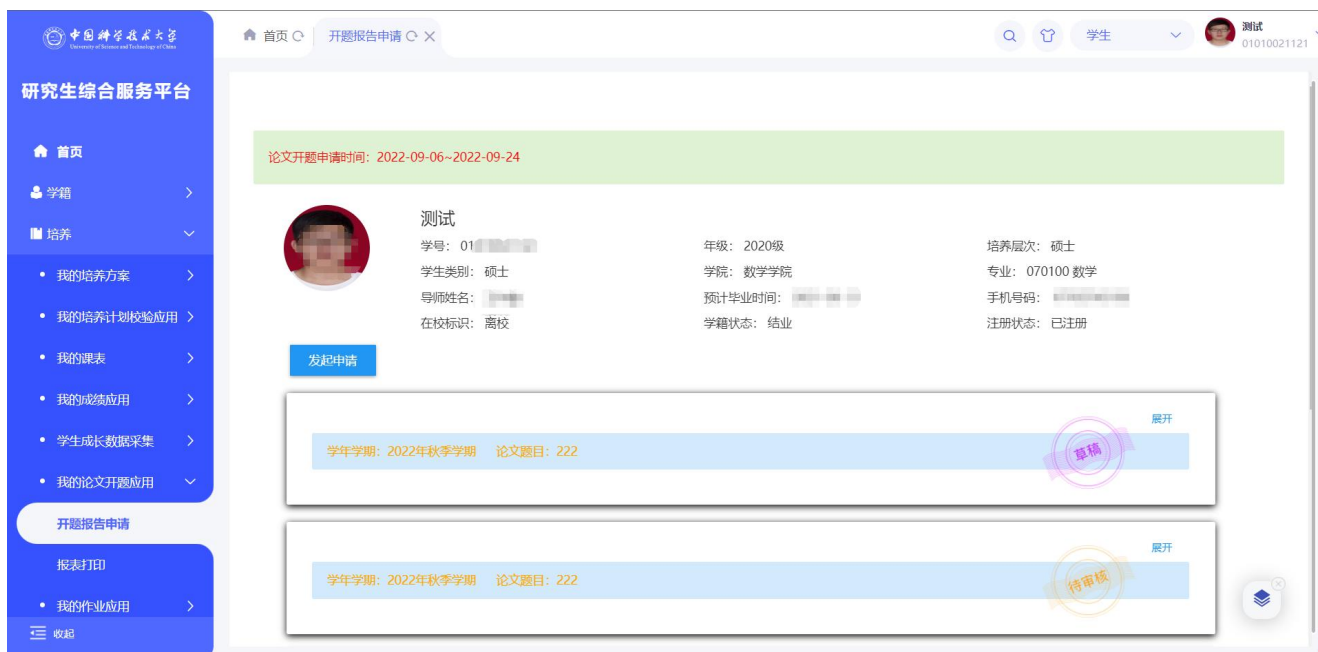 中国科学技术大学
University of Science and Technology of China
首页
开题报告申请
学生
测试
01010021121
研究生综合服务平台
首页
学籍
培养
我的培养方案
我的培养计划校验应用
我的课表
我的成绩应用
学生成长数据采集
我的论文开题应用
开题报告申请
报表打印
我的作业应用
收起
论文开题申请时间：2022-09-06~2022-09-24
测试
学号：01
年级：2020级
培养层次：硕士
学生类别：硕士
学院：数学学院
专业：070100 数学
导师姓名：
预计毕业时间：
手机号码：
在校标识：离校
学籍状态：结业
注册状态：已注册
发起申请
展开
学年学期：2022年秋季学期 论文题目：222
草稿
展开
学年学期：2022年秋季学期 论文题目：222
待审核